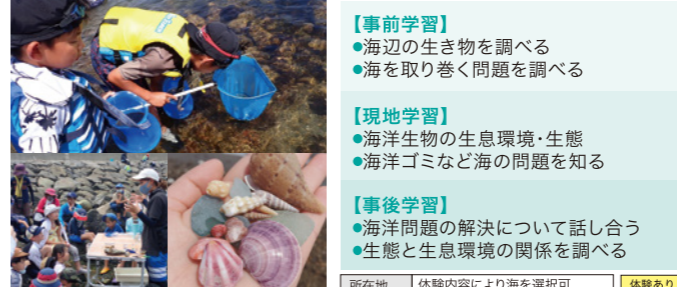 【事前学習】
●海辺の生き物を調べる
●海を取り巻く問題を調べる
【現地学習】
●海洋生物の生息環境・生態
●海洋ゴミなど海の問題を知る
【事後学習】
●海洋問題の解決について話し合う
●生態と生息環境の関係を調べる
所在地 体験内容により海を選択可 体験あり